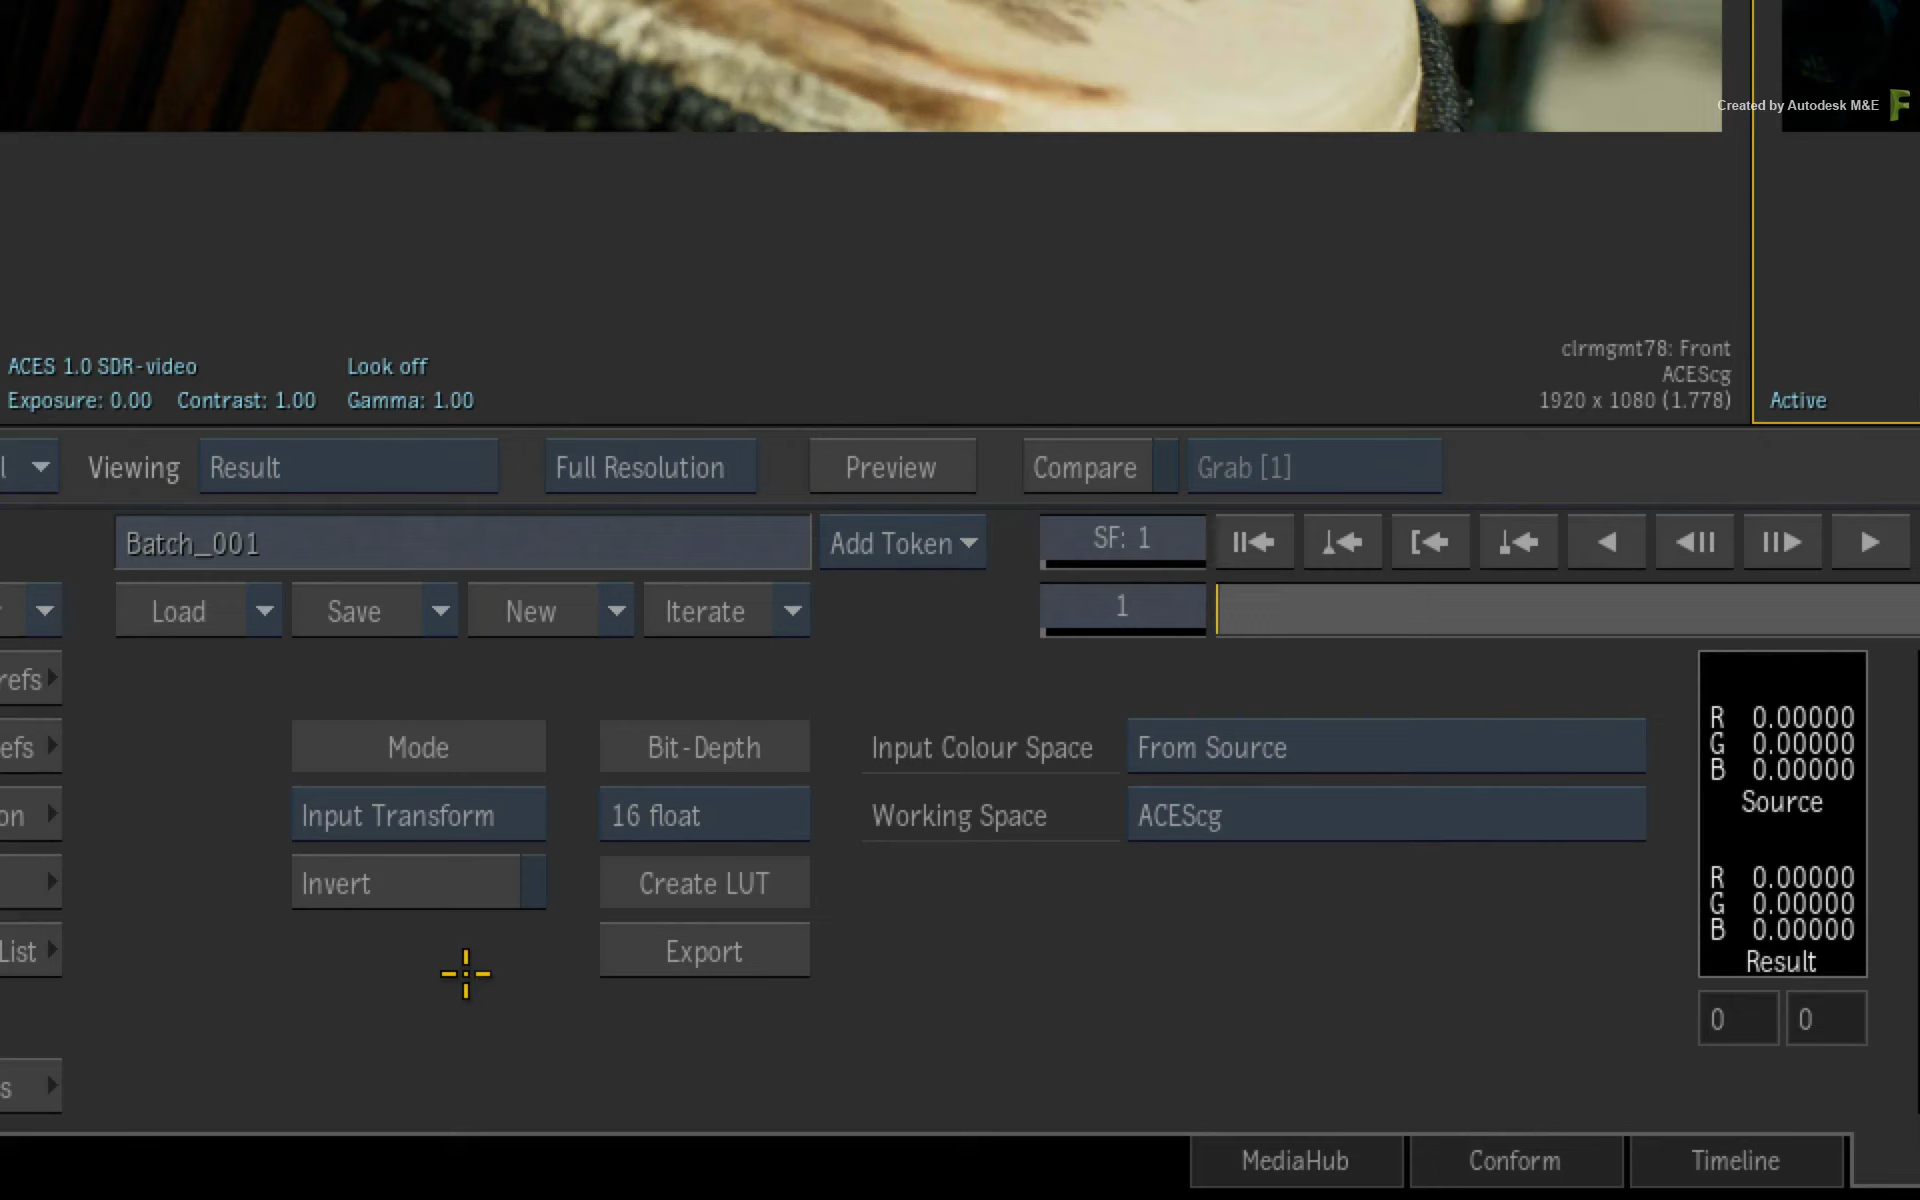 Created by Autodesk M&E
ACES 1.0 SDR-video
Look off
Exposure: 0.00
Contrast: 1.00
Gamma: 1.00
clrmgmt78: Front
ACEScg
1920 x 1080 (1.778)
Active
l
Viewing
Result
Full Resolution
Preview
Compare
Grab [1]
Batch_001
Add Token
SF: 1
Load
Save
New
Iterate
1
refs
Mode
Bit-Depth
Input Colour Space
From Source
efs
Input Transform
16 float
Working Space
ACEScg
on
Invert
Create LUT
List
Export
R 0.00000
G 0.00000
B 0.00000
Source
R 0.00000
G 0.00000
B 0.00000
Result
0
0
s
MediaHub
Conform
Timeline